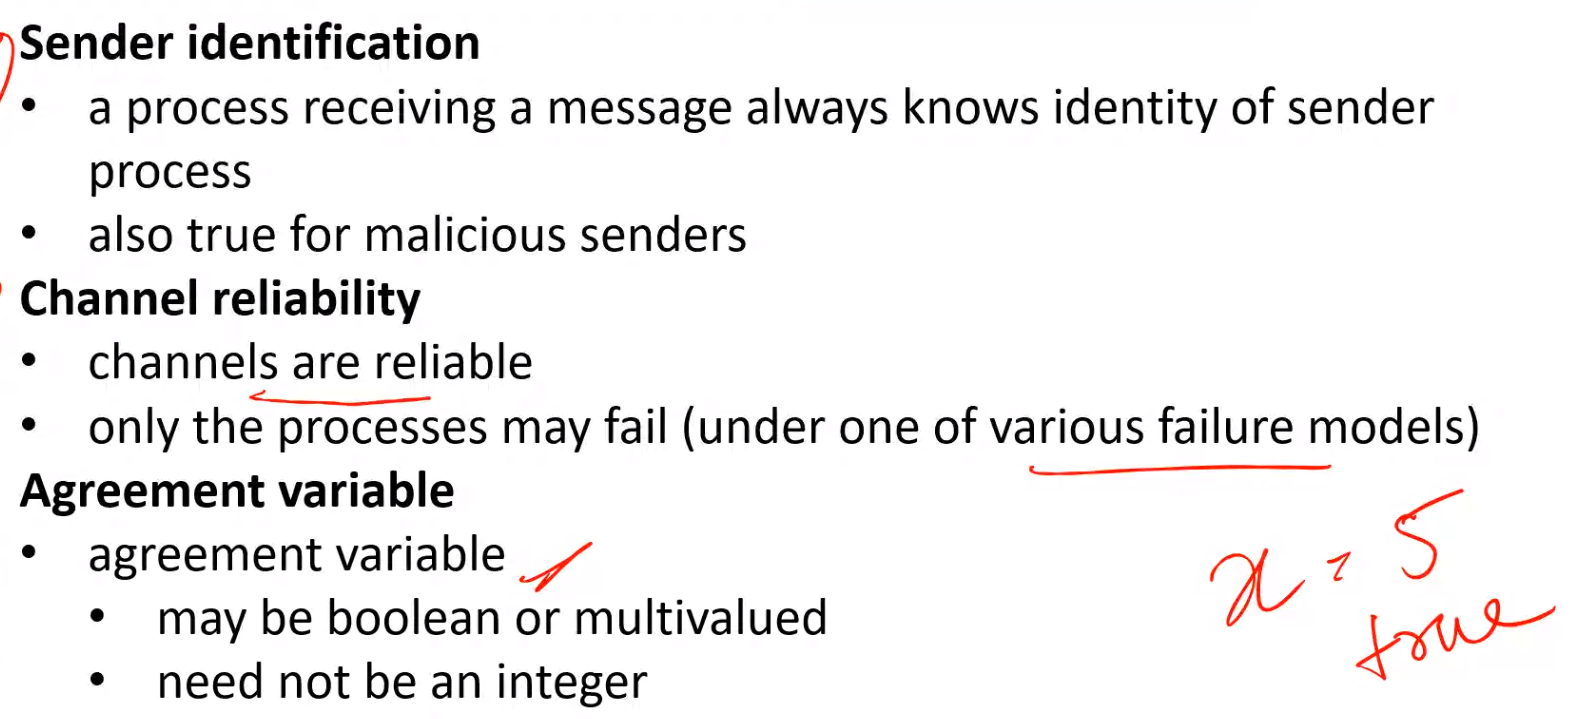 Sender identification
• a process receiving a message always knows identity of sender
process
• also true for malicious senders
Channel reliability
• channels are reliable
• only the processes may fail (under one of various failure models)
Agreement variable
• agreement variable
• may be boolean or multivalued
• need not be an integer
x = 5
true